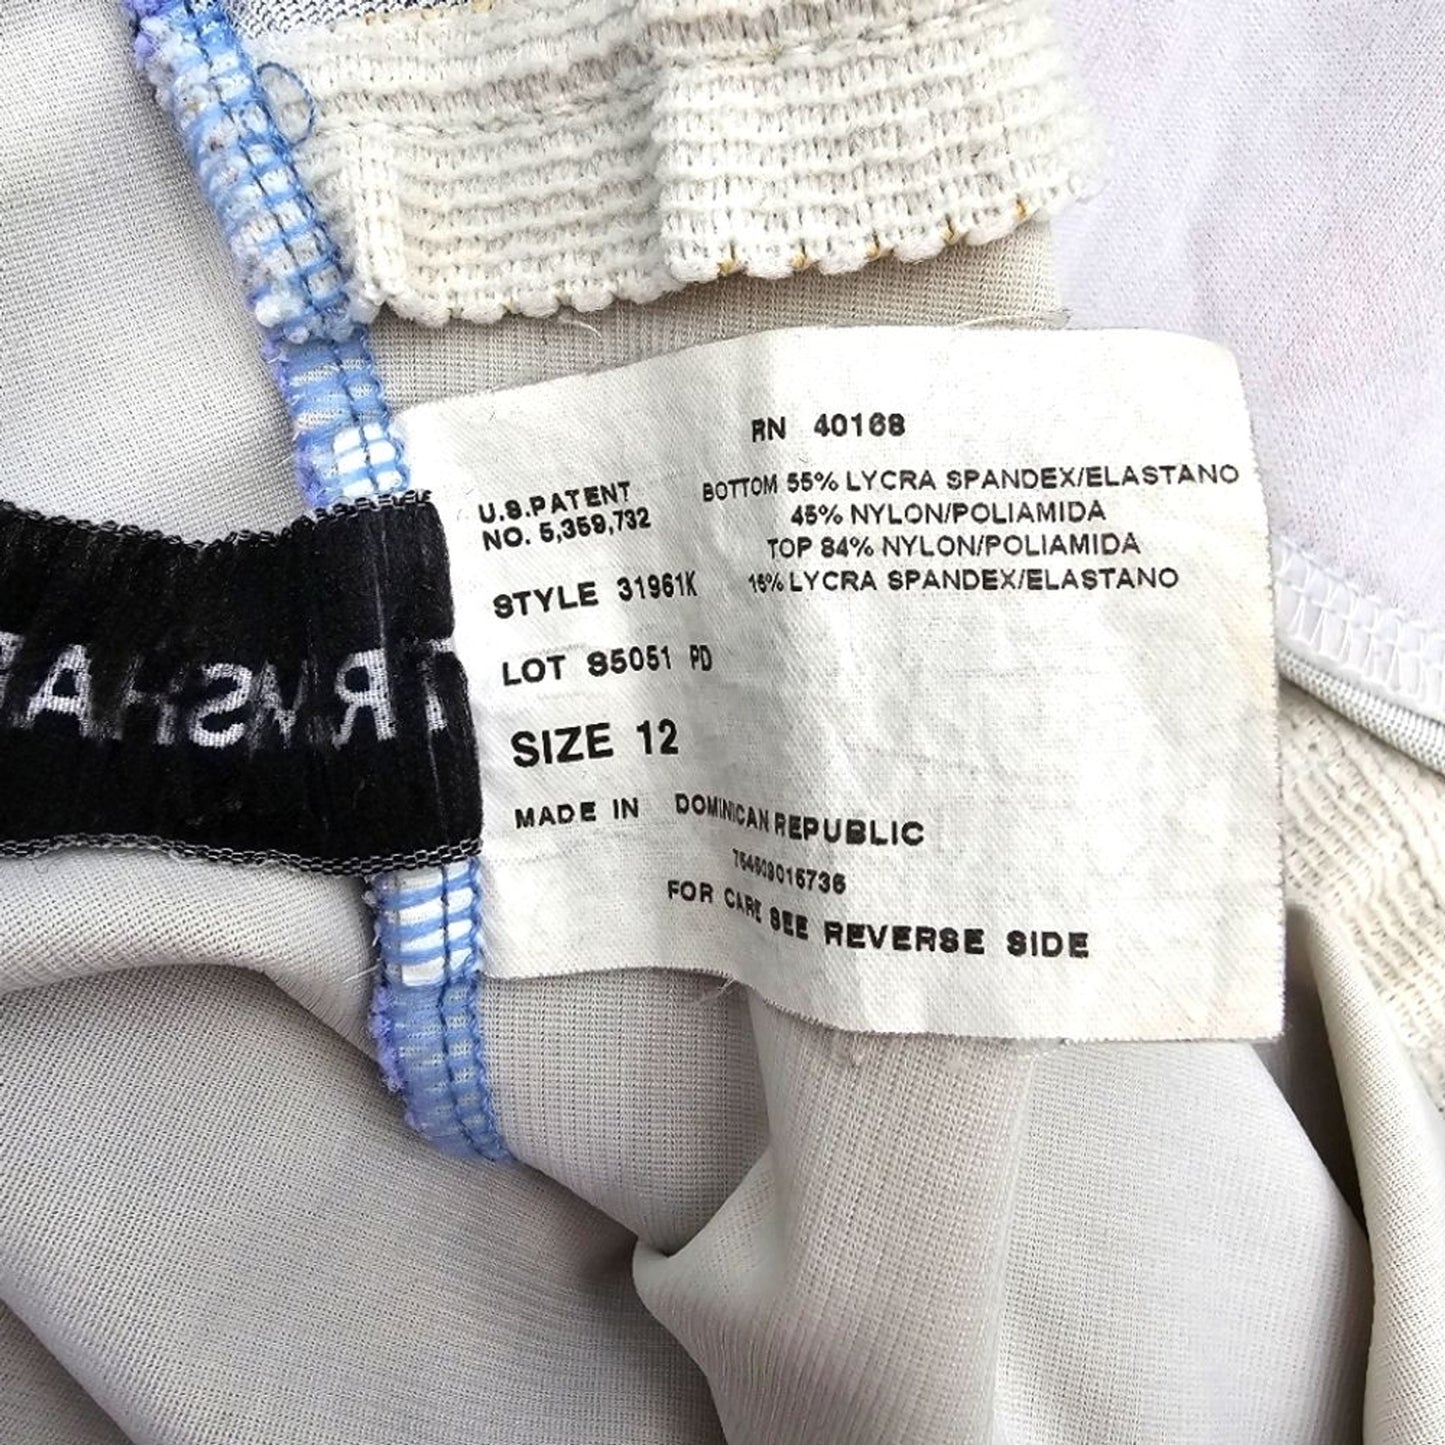 RN 40168
BOTTOM 55% LYCRA SPANDEX/ELASTANO
45% NYLON/POLIAMIDA
TOP 84% NYLON/POLIAMIDA
16% LYCRA SPANDEX/ELASTANO
U.S.PATENT
NO. 5,359,732
STYLE 31961K
LOT S5051 PD
SIZE 12
MADE IN DOMINICAN REPUBLIC
FOR CARE SEE REVERSE SIDE